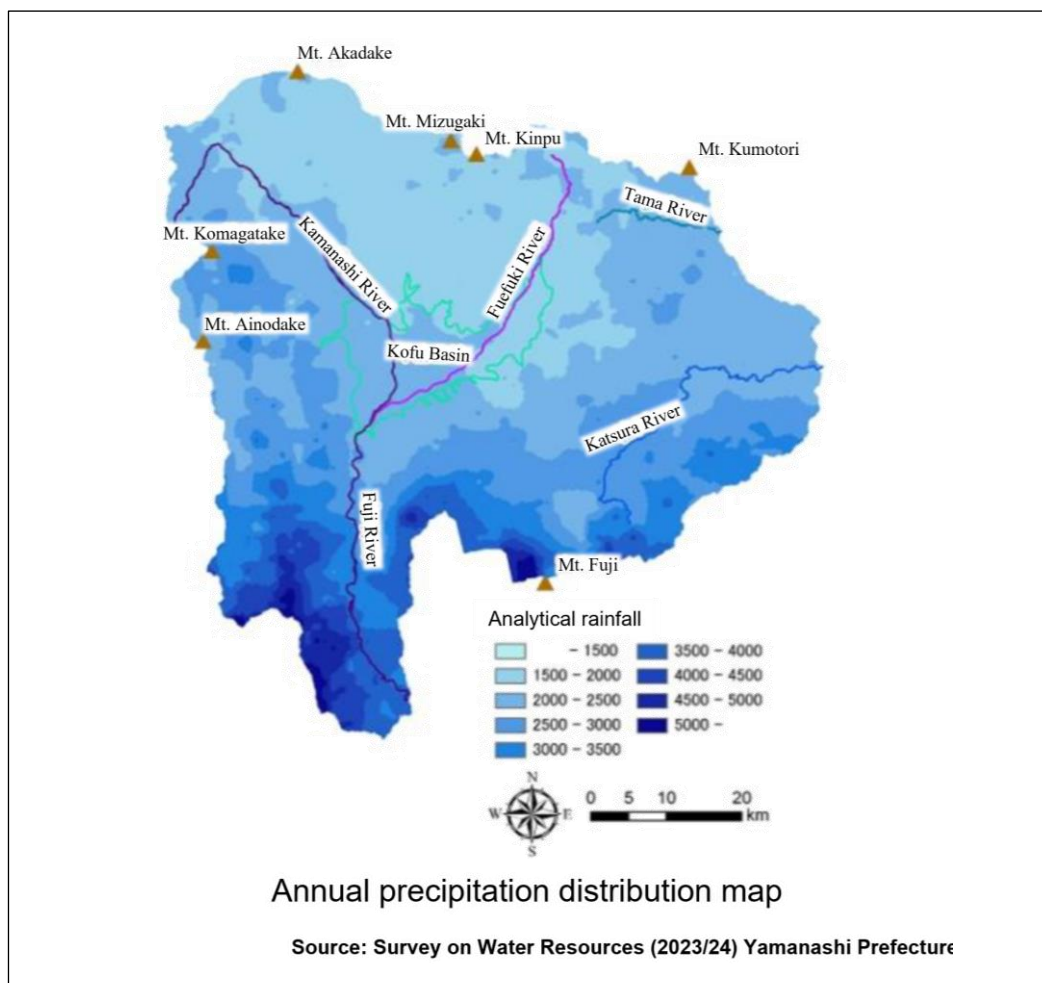 Mt. Akadake
Mt. Mizugaki
Mt. Kinpu
Mt. Kumotori
Tama River
Mt. Komagatake
Kamanashi River
Fuefuki River
Mt. Ainodake
Kofu Basin
Katsura River
Fuji River
Mt. Fuji
Analytical rainfall
- 1500
1500 - 2000
2000 - 2500
2500 - 3000
3000 - 3500
3500 - 4000
4000 - 4500
4500 - 5000
5000 -
N
W E
S
0 5 10 20
km
Annual precipitation distribution map
Source: Survey on Water Resources (2023/24) Yamanashi Prefecture